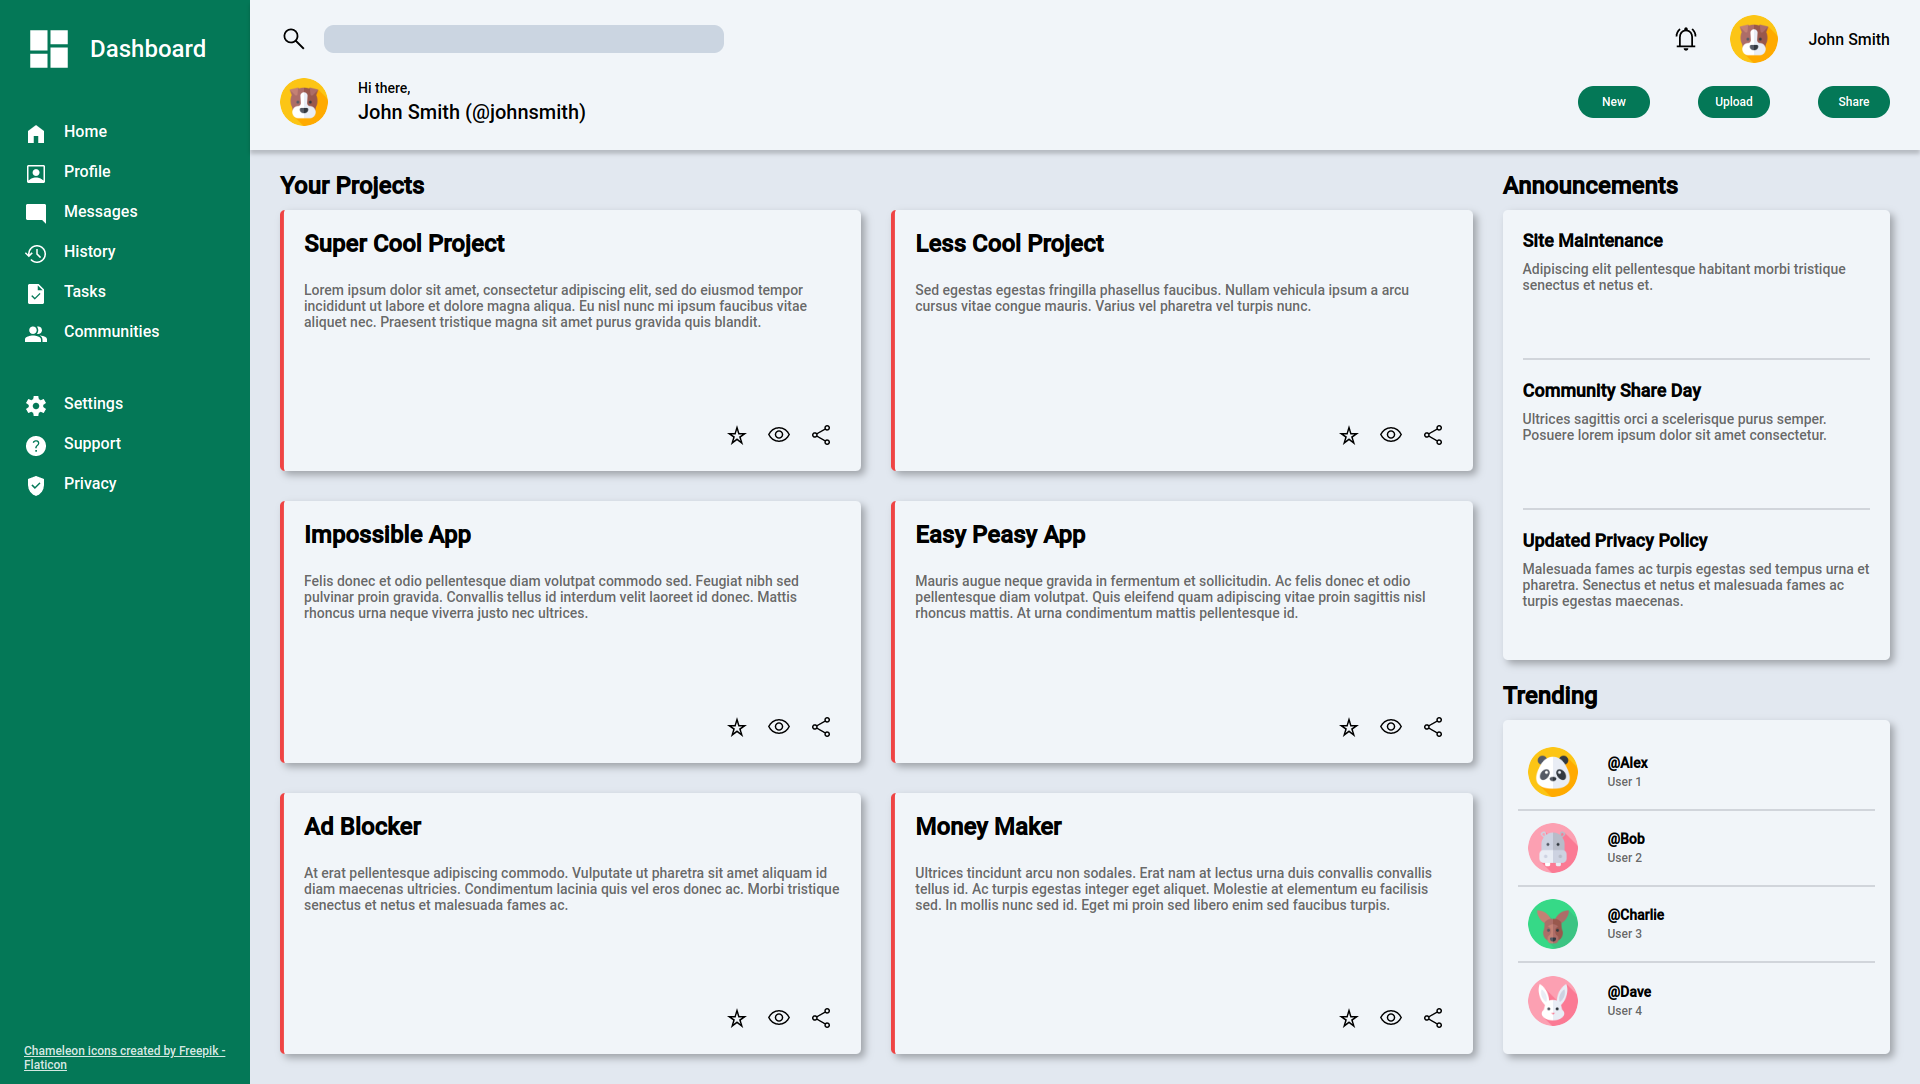 Dashboard
Home
Profile
Messages
History
Tasks
Communities
Settings
Support
Privacy
Chameleon icons created by Freepik -
Flaticon
John Smith
Hi there,
John Smith (@johnsmith)
New
Upload
Share
Your Projects
Super Cool Project
Lorem ipsum dolor sit amet, consectetur adipiscing elit, sed do eiusmod tempor
incididunt ut labore et dolore magna aliqua. Eu nisl nunc mi ipsum faucibus vitae
aliquet nec. Praesent tristique magna sit amet purus gravida quis blandit.
Less Cool Project
Sed egestas egestas fringilla phasellus faucibus. Nullam vehicula ipsum a arcu
cursus vitae congue mauris. Varius vel pharetra vel turpis nunc.
Impossible App
Felis donec et odio pellentesque diam volutpat commodo sed. Feugiat nibh sed
pulvinar proin gravida. Convallis tellus id interdum velit laoreet id donec. Mattis
rhoncus urna neque viverra justo nec ultrices.
Easy Peasy App
Mauris augue neque gravida in fermentum et sollicitudin. Ac felis donec et odio
pellentesque diam volutpat. Quis eleifend quam adipiscing vitae proin sagittis nisl
rhoncus mattis. At urna condimentum mattis pellentesque id.
Ad Blocker
At erat pellentesque adipiscing commodo. Vulputate ut pharetra sit amet aliquam id
diam maecenas ultricies. Condimentum lacinia quis vel eros donec ac. Morbi tristique
senectus et netus et malesuada fames ac.
Money Maker
Ultrices tincidunt arcu non sodales. Erat nam at lectus urna duis convallis convallis
tellus id. Ac turpis egestas integer eget aliquet. Molestie at elementum eu facilisis
sed. In mollis nunc sed id. Eget mi proin sed libero enim sed faucibus turpis.
Announcements
Site Maintenance
Adipiscing elit pellentesque habitant morbi tristique
senectus et netus et.
Community Share Day
Ultrices sagittis orci a scelerisque purus semper.
Posuere lorem ipsum dolor sit amet consectetur.
Updated Privacy Policy
Malesuada fames ac turpis egestas sed tempus urna et
pharetra. Senectus et netus et malesuada fames ac
turpis egestas maecenas.
Trending
@Alex
User 1
@Bob
User 2
@Charlie
User 3
@Dave
User 4